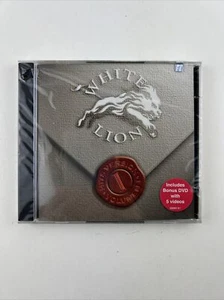 WHITE
LION
Includes
Bonus DVD
with
5 videos